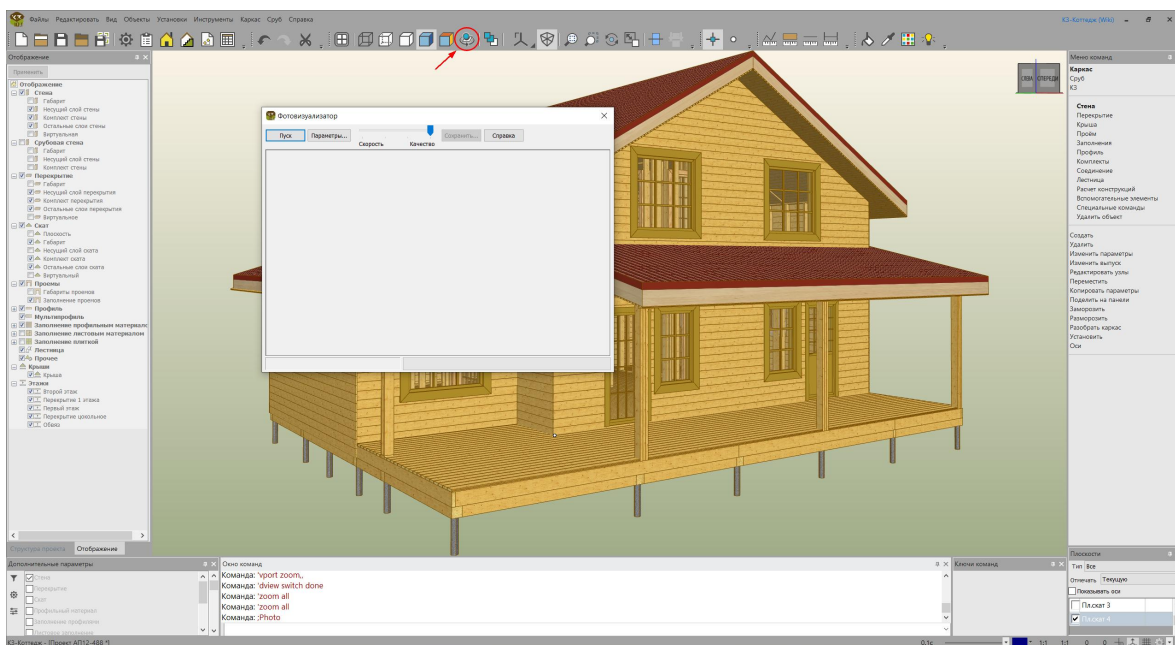 Файлы Редактировать Вид Объекты Установки Инструменты Каркас Сруб Справка
К3-Коттедж (Wiki)
Отображение
Применить
Отображение
Стена
Габарит
Несущий слой стены
Комплект стены
Остальные слои стены
Виртуальная
Срубовая стена
Габарит
Несущий слой стены
Комплект стены
Перекрытие
Габарит
Несущий слой перекрытия
Комплект перекрытия
Остальные слои перекрытия
Виртуальное
Скат
Плоскость
Габарит
Несущий слой ската
Комплект ската
Остальные слои ската
Виртуальный
Проемы
Габариты проемов
Заполнение проемов
Профиль
Мультипрофиль
Заполнение профильным материало
Заполнение листовым материалом
Заполнение плиткой
Лестница
Прочее
Крыши
Крыша
Этажи
Второй этаж
Перекрытие 1 этажа
Первый этаж
Перекрытие цокольное
Обвяз
Структура проекта Отображение
Фотовизуализатор
Пуск Параметры... Скорость Качество Сохранить... Справка
СЛЕВА СПЕРЕДИ
Меню команд
Каркас
Сруб
К3
Стена
Перекрытие
Крыша
Проём
Заполнения
Профиль
Комплекты
Соединение
Лестница
Расчет конструкций
Вспомогательные элементы
Специальные команды
Удалить объект
Создать
Удалить
Изменить параметры
Изменить выпуск
Редактировать узлы
Переместить
Копировать параметры
Поделить на панели
Заморозить
Разморозить
Разобрать каркас
Установить
Оси
Дополнительные параметры
Стена
Перекрытие
Скат
Профильный материал
Заполнение профилем
Листовое заполнение
Окно команд
Команда: 'vport zoom,,
Команда: 'dview switch done
Команда: 'zoom all
Команда: 'zoom all
Команда: ;Photo
Ключи команд
Плоскости
Тип Все
Отмечать Текущую
Показывать оси
Пл.скат 3
Пл.скат 4
К3-Коттедж - [Проект АП12-488 *]
0.1с
1:1 1:1 0 0